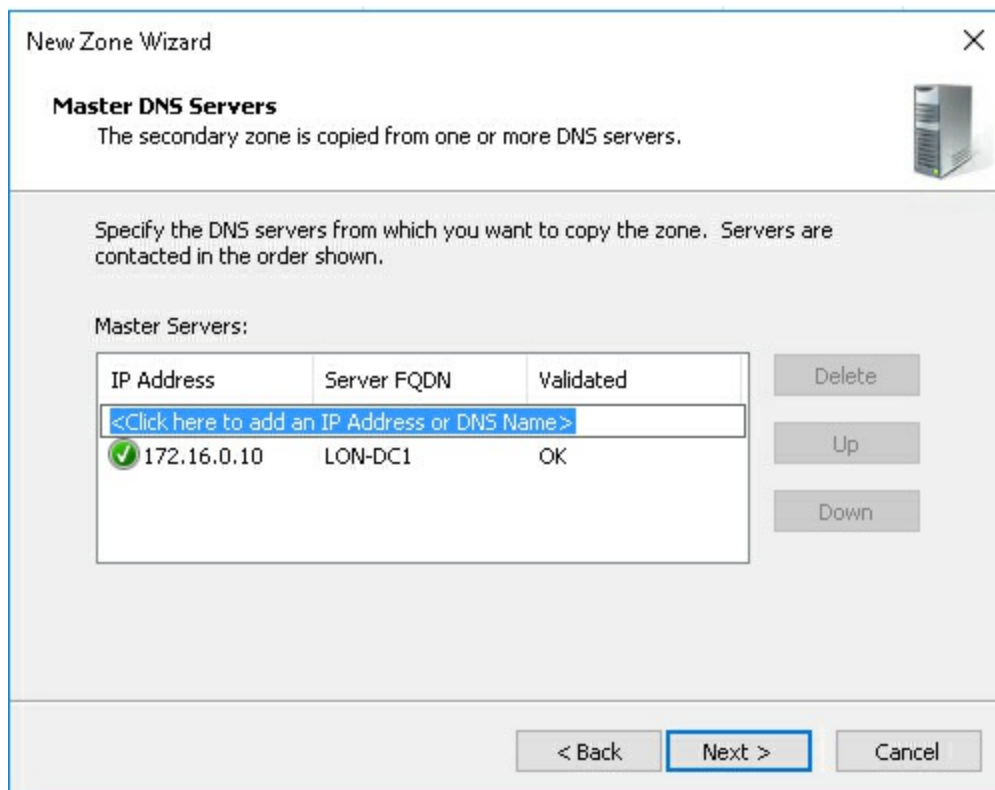 New Zone Wizard
Master DNS Servers
The secondary zone is copied from one or more DNS servers.
Specify the DNS servers from which you want to copy the zone. Servers are
contacted in the order shown.
Master Servers:
IP Address Server FQDN Validated
<Click here to add an IP Address or DNS Name>
172.16.0.10 LON-DC1 OK
Delete
Up
Down
< Back Next > Cancel